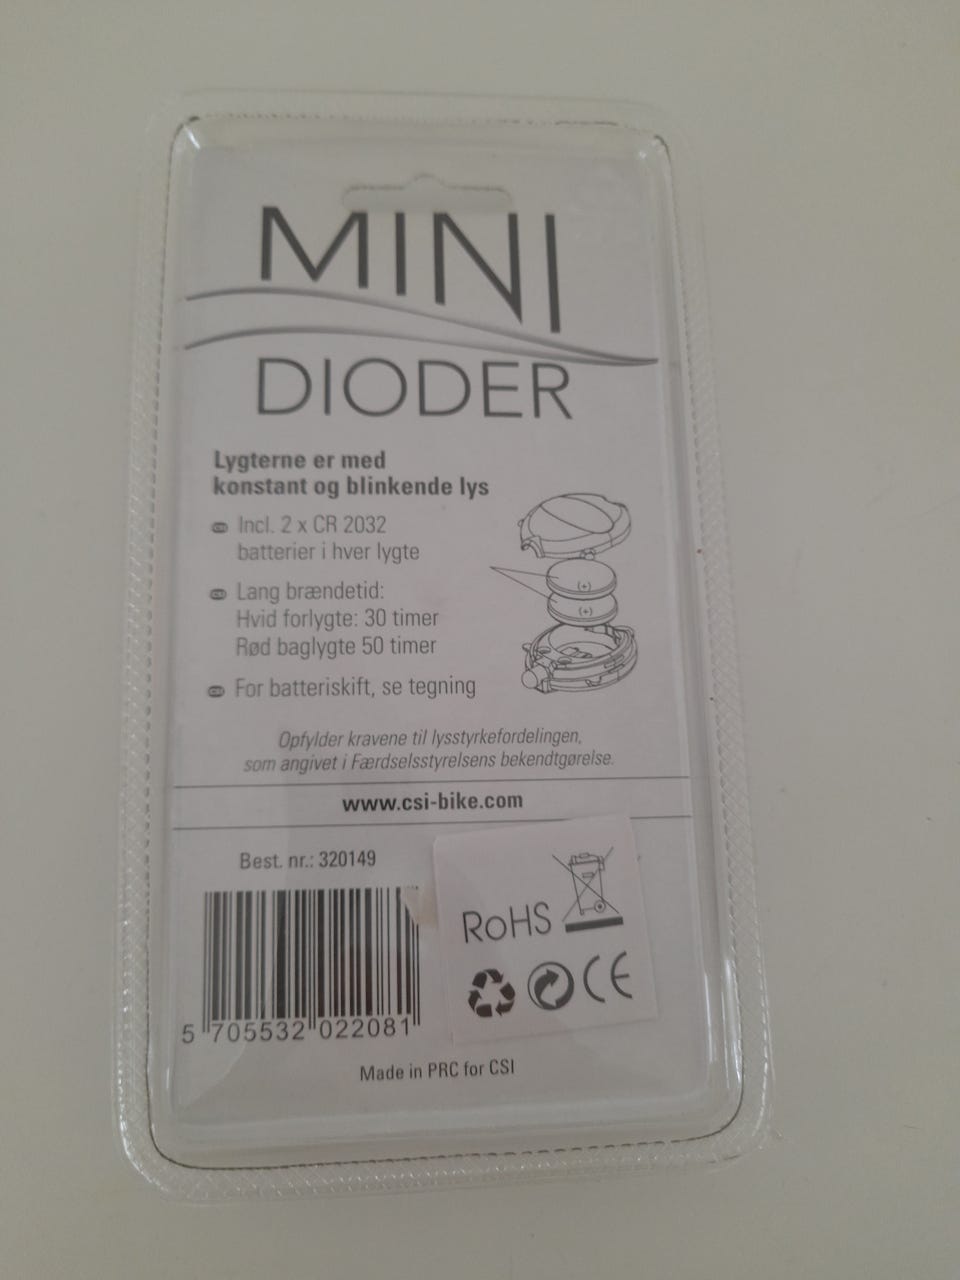 MINI
DIODER
Lygterne er med
konstant og blinkende lys
Incl. 2 x CR 2032
batterier i hver lygte
Lang brændetid:
Hvid forlygte: 30 timer
Rød baglygte 50 timer
For batteriskift, se tegning
(+)
(+)
Opfylder kravene til lysstyrkefordelingen,
som angivet i Færdselsstyrelsens bekendtgørelse.
www.csi-bike.com
Best. nr.: 320149
RoHS
CE
5 705532 022081
Made in PRC for CSI